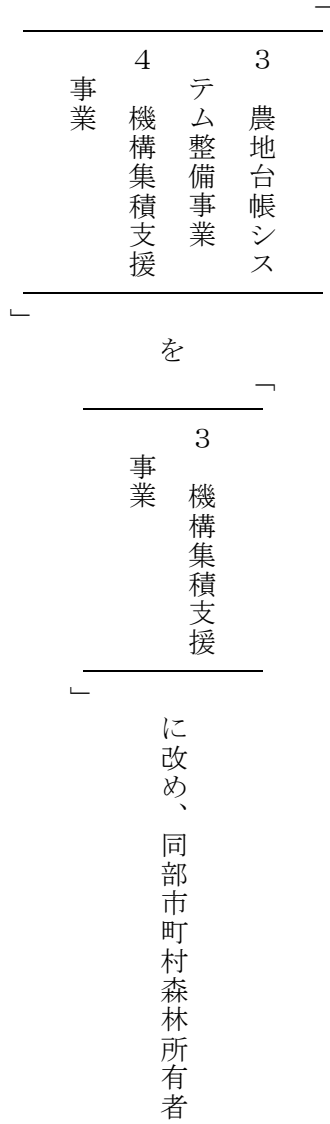 「
3 農地台帳シス
テム整備事業
4 機構集積支援
事業
」
を
「
3 機構集積支援
事業
」
に改め、同部市町村森林所有者